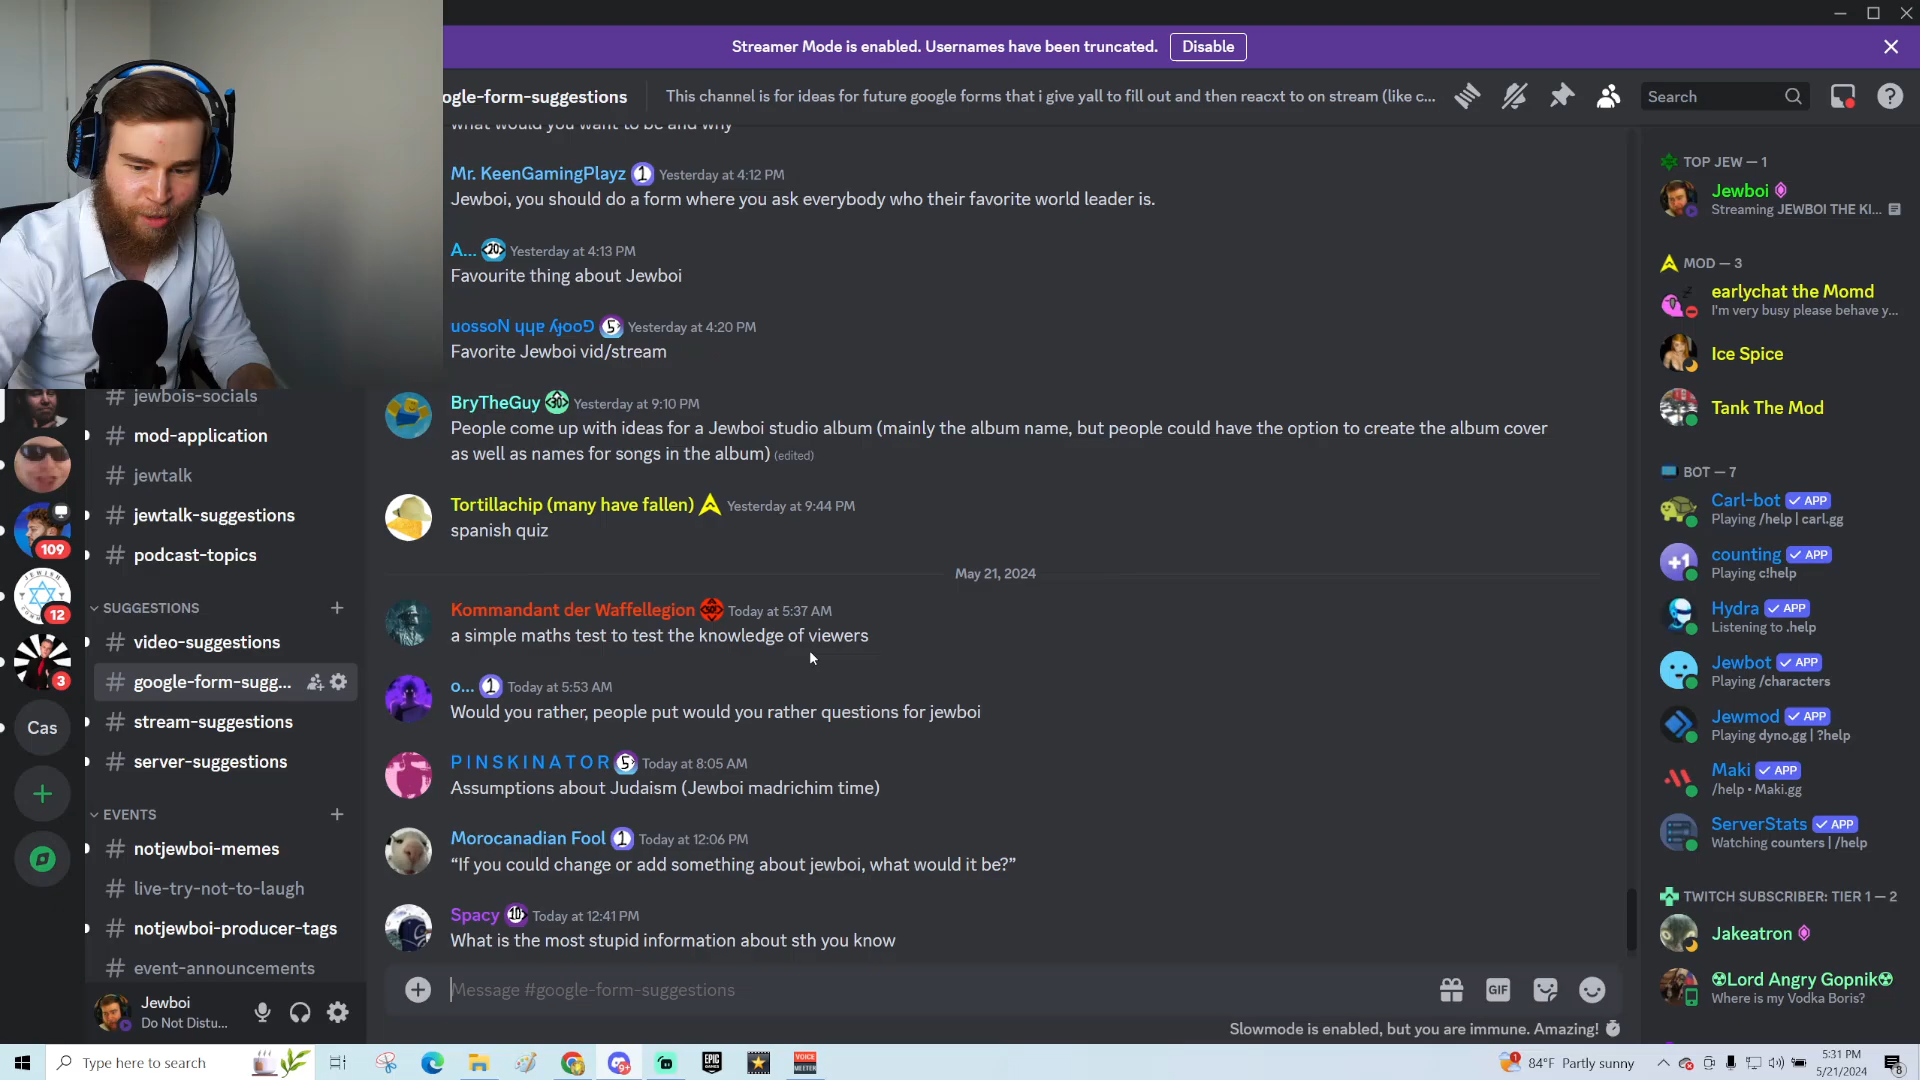 Streamer Mode is enabled. Usernames have been truncated.
Disable
ogle-form-suggestions
This channel is for ideas for future google forms that i give yall to fill out and then reacxt to on stream (like c...
Search
what would you want to be and why
Mr. KeenGamingPlayz 1 Yesterday at 4:12 PM
Jewboi, you should do a form where you ask everybody who their favorite world leader is.
A... 20 Yesterday at 4:13 PM
Favourite thing about Jewboi
Yesterday at 4:20 PM
Favorite Jewboi vid/stream
BryTheGuy 30 Yesterday at 9:10 PM
People come up with ideas for a Jewboi studio album (mainly the album name, but people could have the option to create the album cover
as well as names for songs in the album) (edited)
Tortillachip (many have fallen) Yesterday at 9:44 PM
spanish quiz
May 21, 2024
Kommandant der Waffellegion Today at 5:37 AM
a simple maths test to test the knowledge of viewers
o... 1 Today at 5:53 AM
Would you rather, people put would you rather questions for jewboi
P I N S K I N A T O R 5 Today at 8:05 AM
Assumptions about Judaism (Jewboi madrichim time)
Morocanadian Fool 1 Today at 12:06 PM
“If you could change or add something about jewboi, what would it be?”
Spacy 10 Today at 12:41 PM
What is the most stupid information about sth you know
Message #google-form-suggestions
GIF
Slowmode is enabled, but you are immune. Amazing!
# jewbois-socials
# mod-application
# jewtalk
# jewtalk-suggestions
# podcast-topics
SUGGESTIONS
# video-suggestions
# google-form-sugg...
# stream-suggestions
# server-suggestions
EVENTS
# notjewboi-memes
# live-try-not-to-laugh
# notjewboi-producer-tags
# event-announcements
109
JEWISH
12
3
Cas
Jewboi
Do Not Distu...
TOP JEW — 1
Jewboi
Streaming JEWBOI THE KI...
MOD — 3
earlychat the Momd
I'm very busy please behave y...
Ice Spice
Tank The Mod
BOT — 7
Carl-bot APP
Playing /help | carl.gg
counting APP
Playing c!help
Hydra APP
Listening to .help
Jewbot APP
Playing /characters
Jewmod APP
Playing dyno.gg | ?help
Maki APP
/help • Maki.gg
ServerStats APP
Watching counters | /help
TWITCH SUBSCRIBER: TIER 1 — 2
Jakeatron
☢Lord Angry Gopnik☢
Where is my Vodka Boris?
Type here to search
9+
EPIC GAMES
VOICE MEETER
1
84°F Partly sunny
5:31 PM
5/21/2024
8